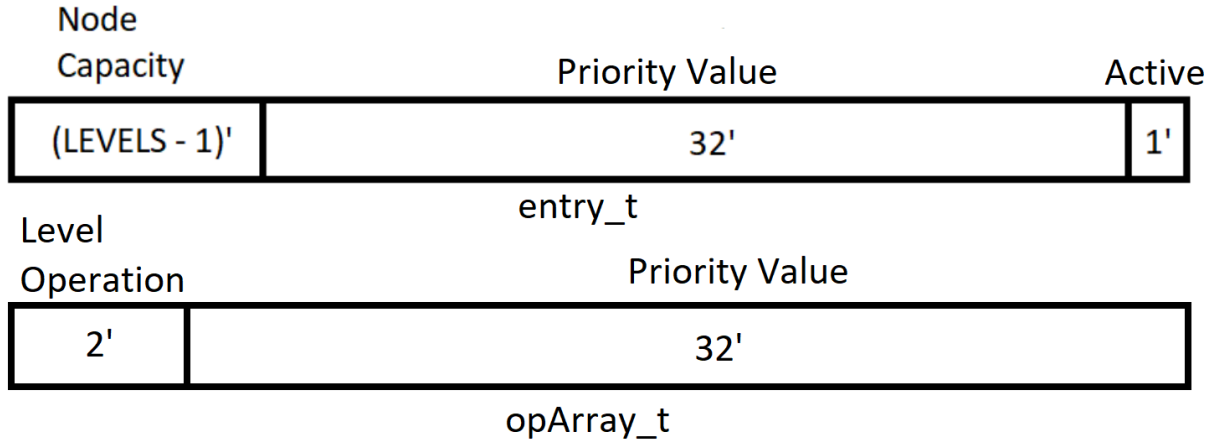 Node
Capacity
Priority Value
Active
(LEVELS - 1)'
32'
1'
entry_t
Level
Operation
Priority Value
2'
32'
opArray_t